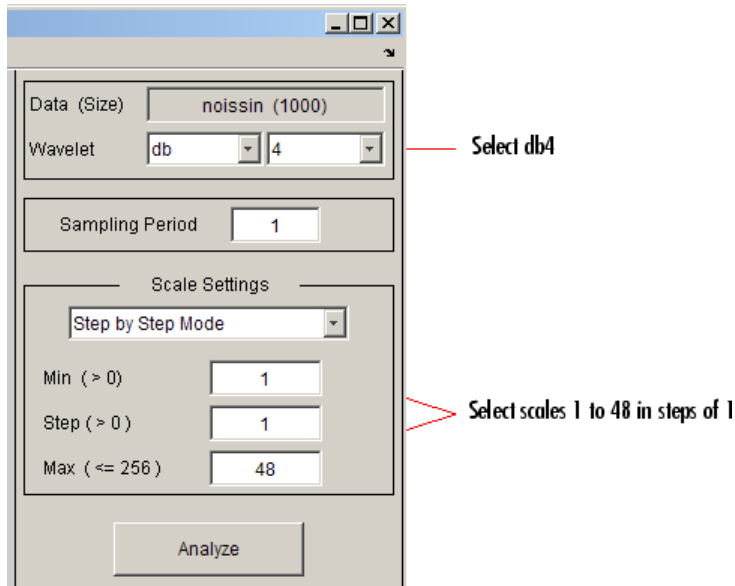 Data (Size) noissin (1000)
Wavelet db 4
Select db4
Sampling Period 1
Scale Settings
Step by Step Mode
Min ( > 0) 1
Step ( > 0 ) 1
Select scales 1 to 48 in steps of 1
Max ( <= 256 ) 48
Analyze